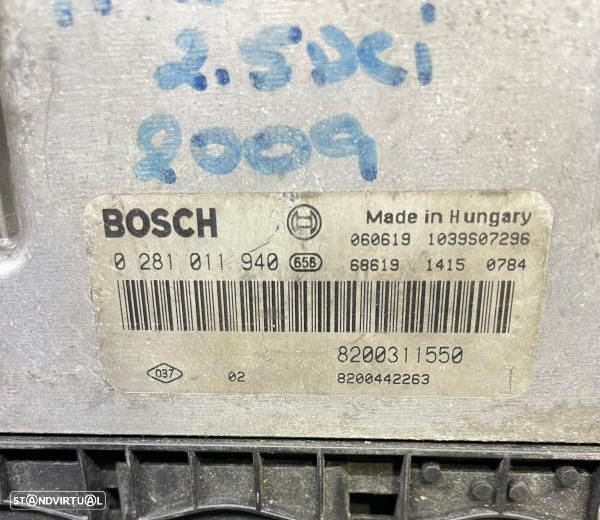 2.5DCi
2009
BOSCH
Made in Hungary
060619 1039S07296
0 281 011 940 65B
68619 1415 0784
8200311550
037
02
8200442263
STANDVIRTUAL